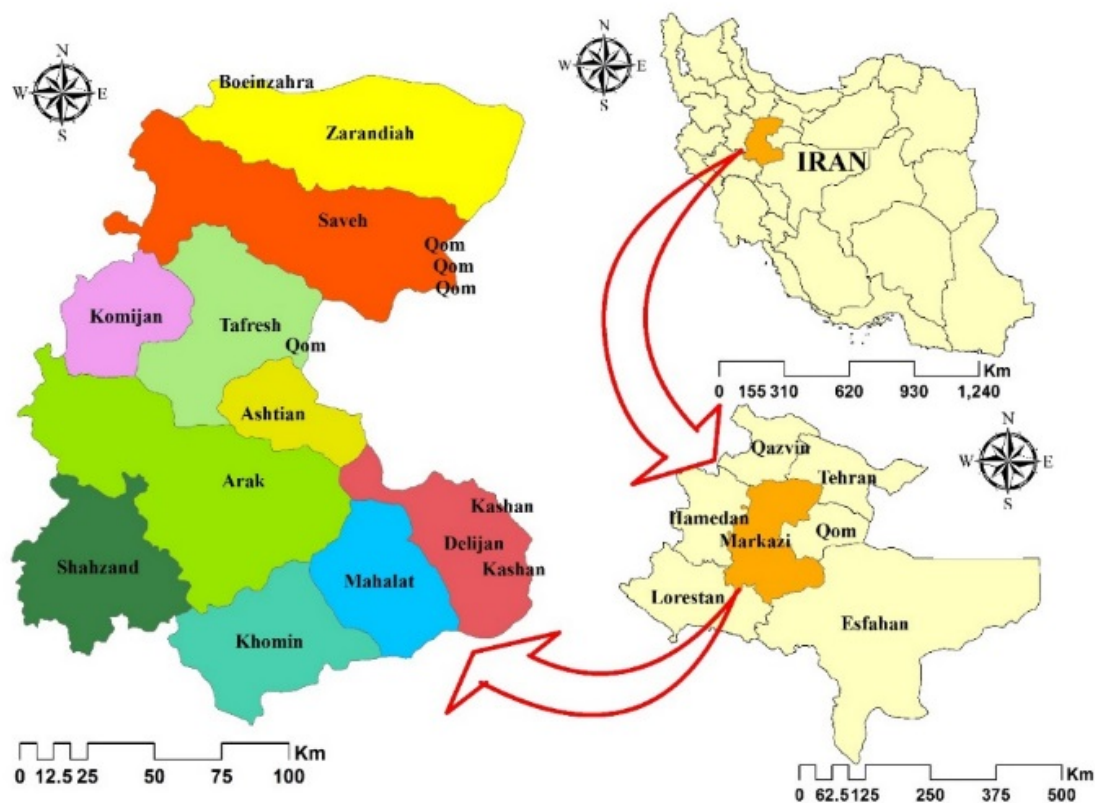 N
W E
S
Boeinzahra
Zarandiah
Saveh
Qom
Qom
Qom
Komijan
Tafresh
Qom
Ashtian
Arak
Kashan
Delijan
Kashan
Shahzand
Mahalat
Khomin
Km
0 12.5 25 50 75 100
N
W E
S
IRAN
Km
0 155 310 620 930 1,240
N
W E
S
Qazvin
Tehran
Hamedan
Qom
Markazi
Lorestan
Esfahan
Km
0 62.5 125 250 375 500